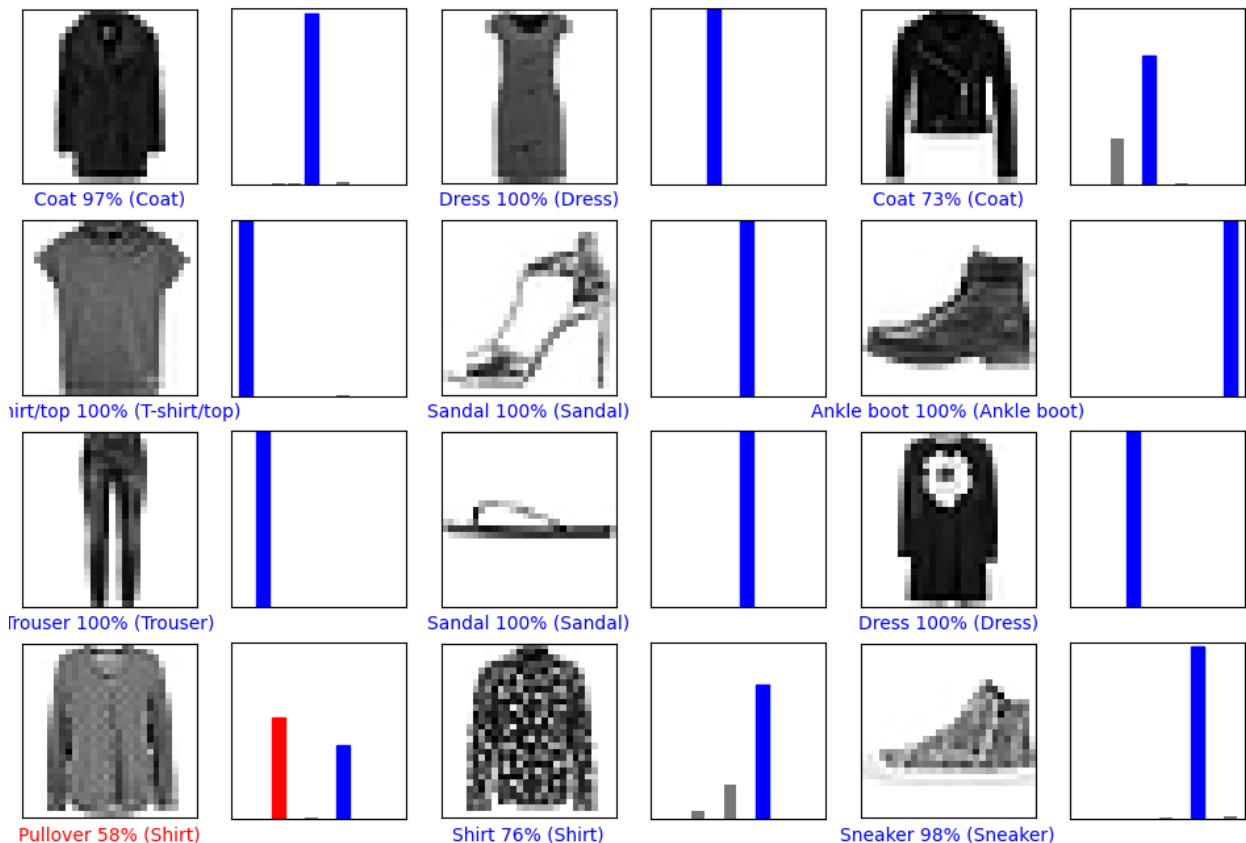 Coat 97% (Coat)
Dress 100% (Dress)
Coat 73% (Coat)
hirt/top 100% (T-shirt/top)
Sandal 100% (Sandal)
Ankle boot 100% (Ankle boot)
Trouser 100% (Trouser)
Sandal 100% (Sandal)
Dress 100% (Dress)
Pullover 58% (Shirt)
Shirt 76% (Shirt)
Sneaker 98% (Sneaker)